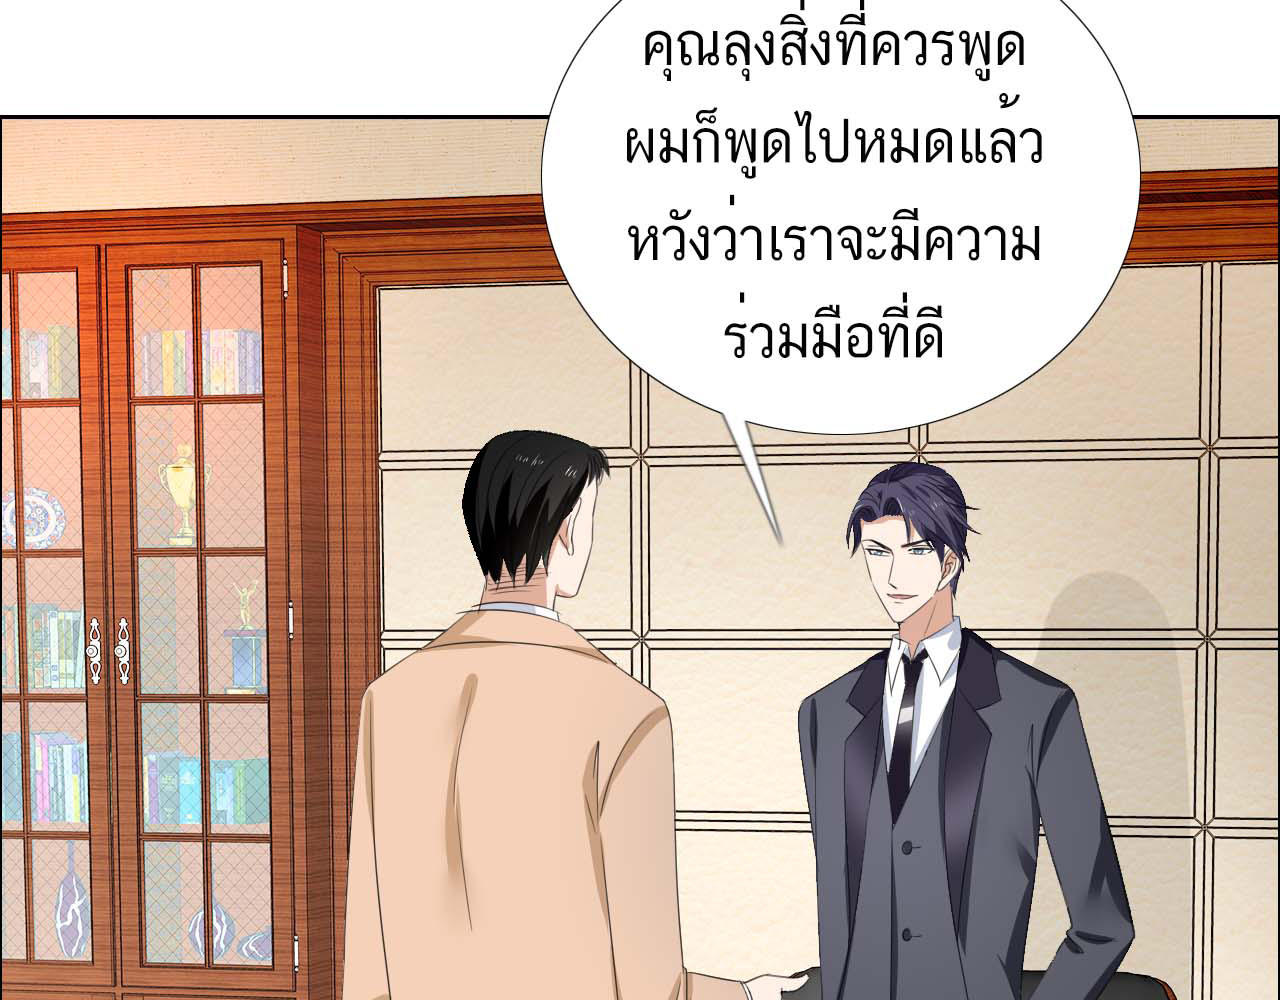 คุณลุงสิ่งที่ควรพูด
ผมก็พูดไปหมดแล้ว
หวังว่าเราจะมีความ
ร่วมมือที่ดี